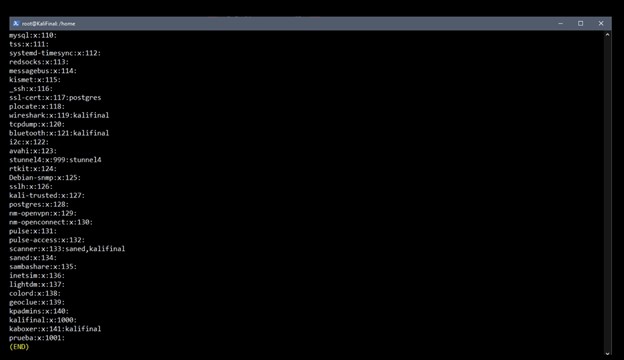 root@KaliFinal: /home
mysql:x:110:
tss:x:111:
systemd-timesync:x:112:
redsocks:x:113:
messagebus:x:114:
kismet:x:115:
_ssh:x:116:
ssl-cert:x:117:postgres
plocate:x:118:
wireshark:x:119:kalifinal
tcpdump:x:120:
bluetooth:x:121:kalifinal
i2c:x:122:
avahi:x:123:
stunnel4:x:999:stunnel4
rtkit:x:124:
Debian-snmp:x:125:
sslh:x:126:
kali-trusted:x:127:
postgres:x:128:
nm-openvpn:x:129:
nm-openconnect:x:130:
pulse:x:131:
pulse-access:x:132:
scanner:x:133:saned,kalifinal
saned:x:134:
sambashare:x:135:
inetsim:x:136:
lightdm:x:137:
colord:x:138:
geoclue:x:139:
kpadmins:x:140:
kalifinal:x:1000:
kaboxer:x:141:kalifinal
prueba:x:1001:
(END)